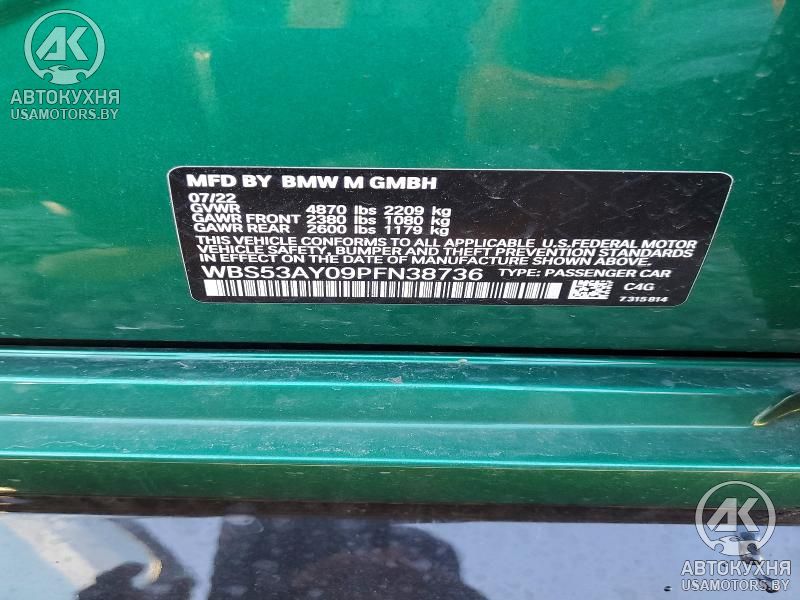 АК
АВТОКУХНЯ
USAMOTORS.BY
MFD BY BMW M GMBH
07/22
GVWR 4870 lbs 2209 kg
GAWR FRONT 2380 lbs 1080 kg
GAWR REAR 2600 lbs 1179 kg
THIS VEHICLE CONFORMS TO ALL APPLICABLE U.S.FEDERAL MOTOR
VEHICLE SAFETY, BUMPER, AND THEFT PREVENTION STANDARDS
IN EFFECT ON THE DATE OF MANUFACTURE SHOWN ABOVE.
WBS53AY09PFN38736 TYPE: PASSENGER CAR
C4G
7 315 814
АК
АВТОКУХНЯ
USAMOTORS.BY